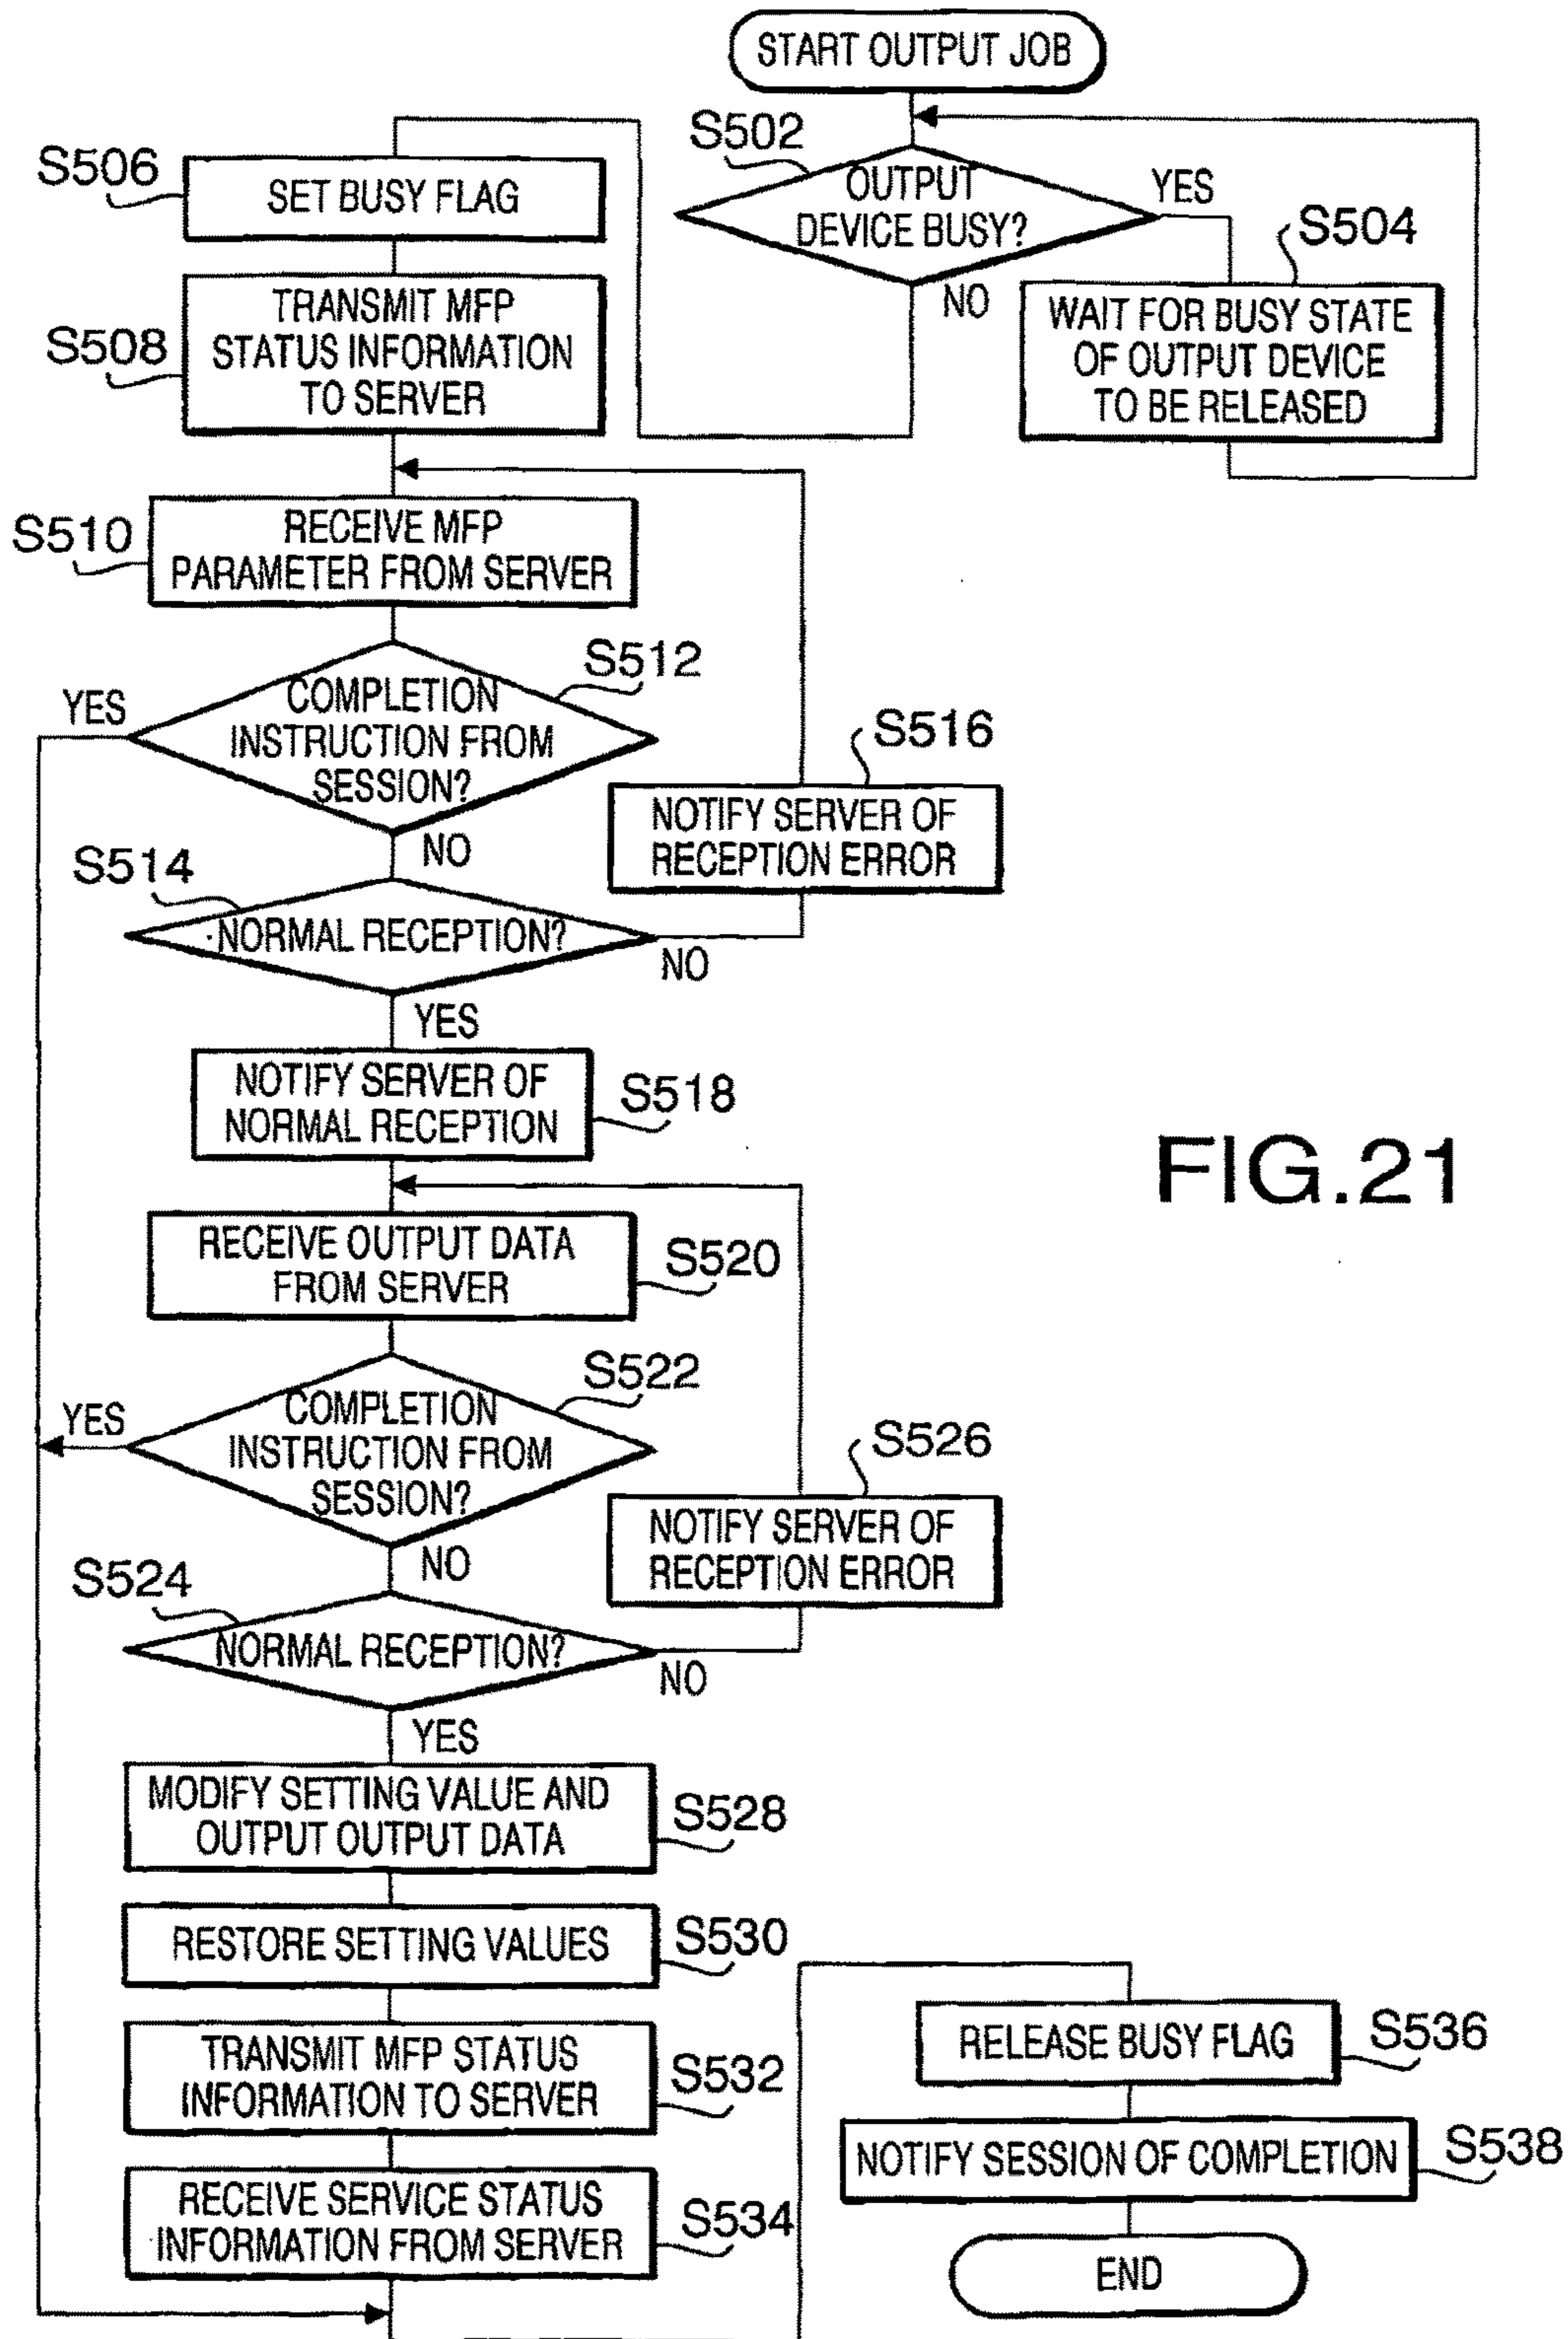 START OUTPUT JOB
S502
OUTPUT
DEVICE BUSY?
YES
NO
S504
WAIT FOR BUSY STATE
OF OUTPUT DEVICE
TO BE RELEASED
S506
SET BUSY FLAG
S508
TRANSMIT MFP
STATUS INFORMATION
TO SERVER
S510
RECEIVE MFP
PARAMETER FROM SERVER
S512
COMPLETION
INSTRUCTION FROM
SESSION?
YES
NO
S514
NORMAL RECEPTION?
NO
YES
S516
NOTIFY SERVER OF
RECEPTION ERROR
NOTIFY SERVER OF
NORMAL RECEPTION
S518
FIG.21
RECEIVE OUTPUT DATA
FROM SERVER
S520
S522
COMPLETION
INSTRUCTION FROM
SESSION?
YES
NO
S524
NORMAL RECEPTION?
NO
YES
S526
NOTIFY SERVER OF
RECEPTION ERROR
MODIFY SETTING VALUE AND
OUTPUT OUTPUT DATA
S528
RESTORE SETTING VALUES
S530
TRANSMIT MFP STATUS
INFORMATION TO SERVER
S532
RECEIVE SERVICE STATUS
INFORMATION FROM SERVER
S534
RELEASE BUSY FLAG
S536
NOTIFY SESSION OF COMPLETION
S538
END